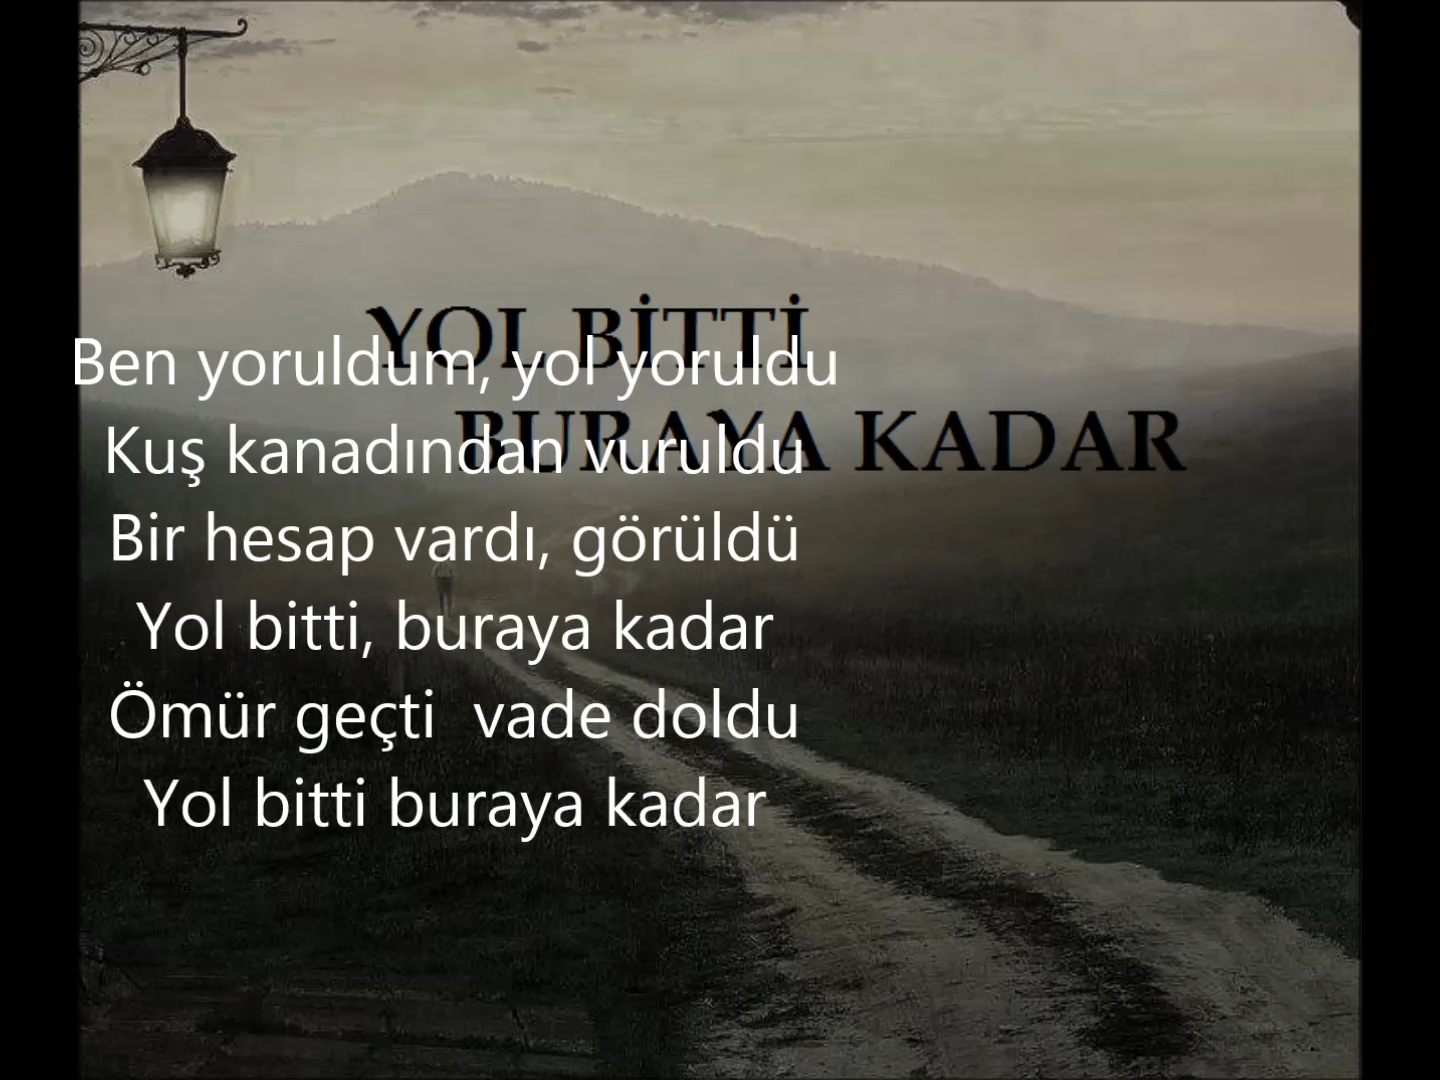 YOL BİTTİ
BURAYA KADAR
Ben yoruldum, yol yoruldu
Kuş kanadından vuruldu
Bir hesap vardı, görüldü
Yol bitti, buraya kadar
Ömür geçti  vade doldu
Yol bitti buraya kadar